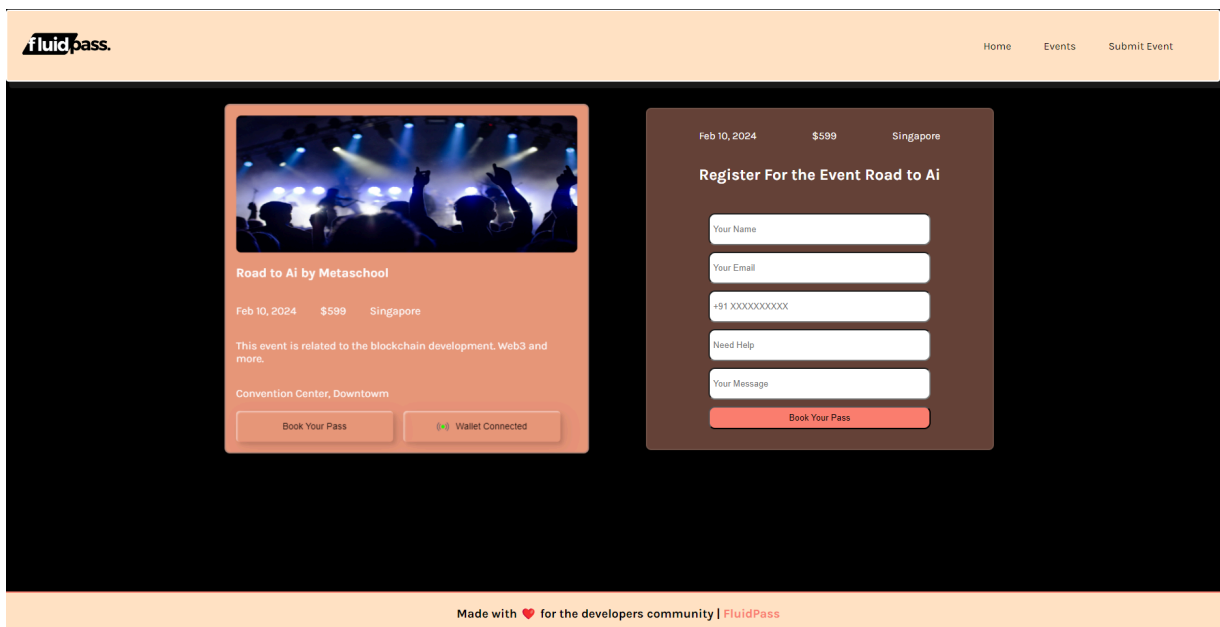 fluidpass.
Home Events Submit Event
Road to Ai by Metaschool
Feb 10, 2024 $599 Singapore
This event is related to the blockchain development. Web3 and
more.
Convention Center, Downtowm
Book Your Pass Wallet Connected
Feb 10, 2024 $599 Singapore
Register For the Event Road to Ai
Your Name
Your Email
+91 XXXXXXXXXX
Need Help
Your Message
Book Your Pass
Made with ❤️ for the developers community | FluidPass